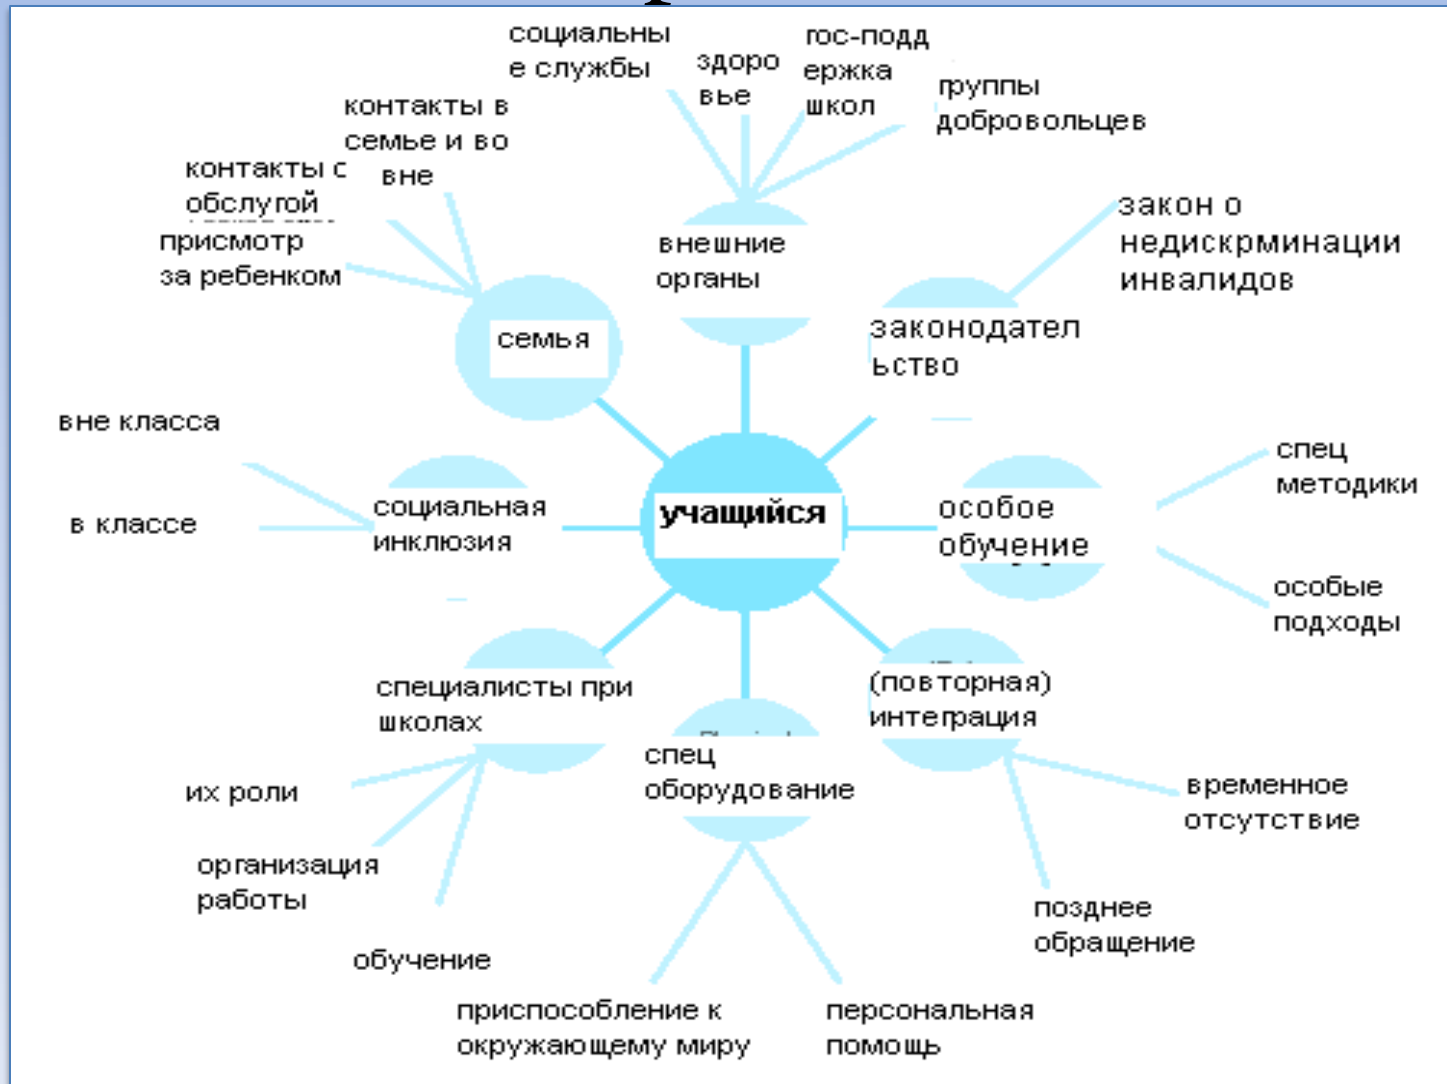 социальны
е службы
здоро
вье
гос-подд
ержка
школ
группы
добровольцев
контакты в
семье и во
вне
контакты с
обслугой
присмотр
за ребенком
закон о
недискрминации
инвалидов
внешние
органы
законодател
ьство
семья
вне класса
в классе
социальная
инклюзия
учащийся
особое
обучение
спец
методики
особые
подходы
специалисты при
школах
спец
оборудование
(повторная)
интеграция
их роли
организация
работы
обучение
временное
отсутствие
позднее
обращение
приспособление к
окружающему миру
персональная
помощь